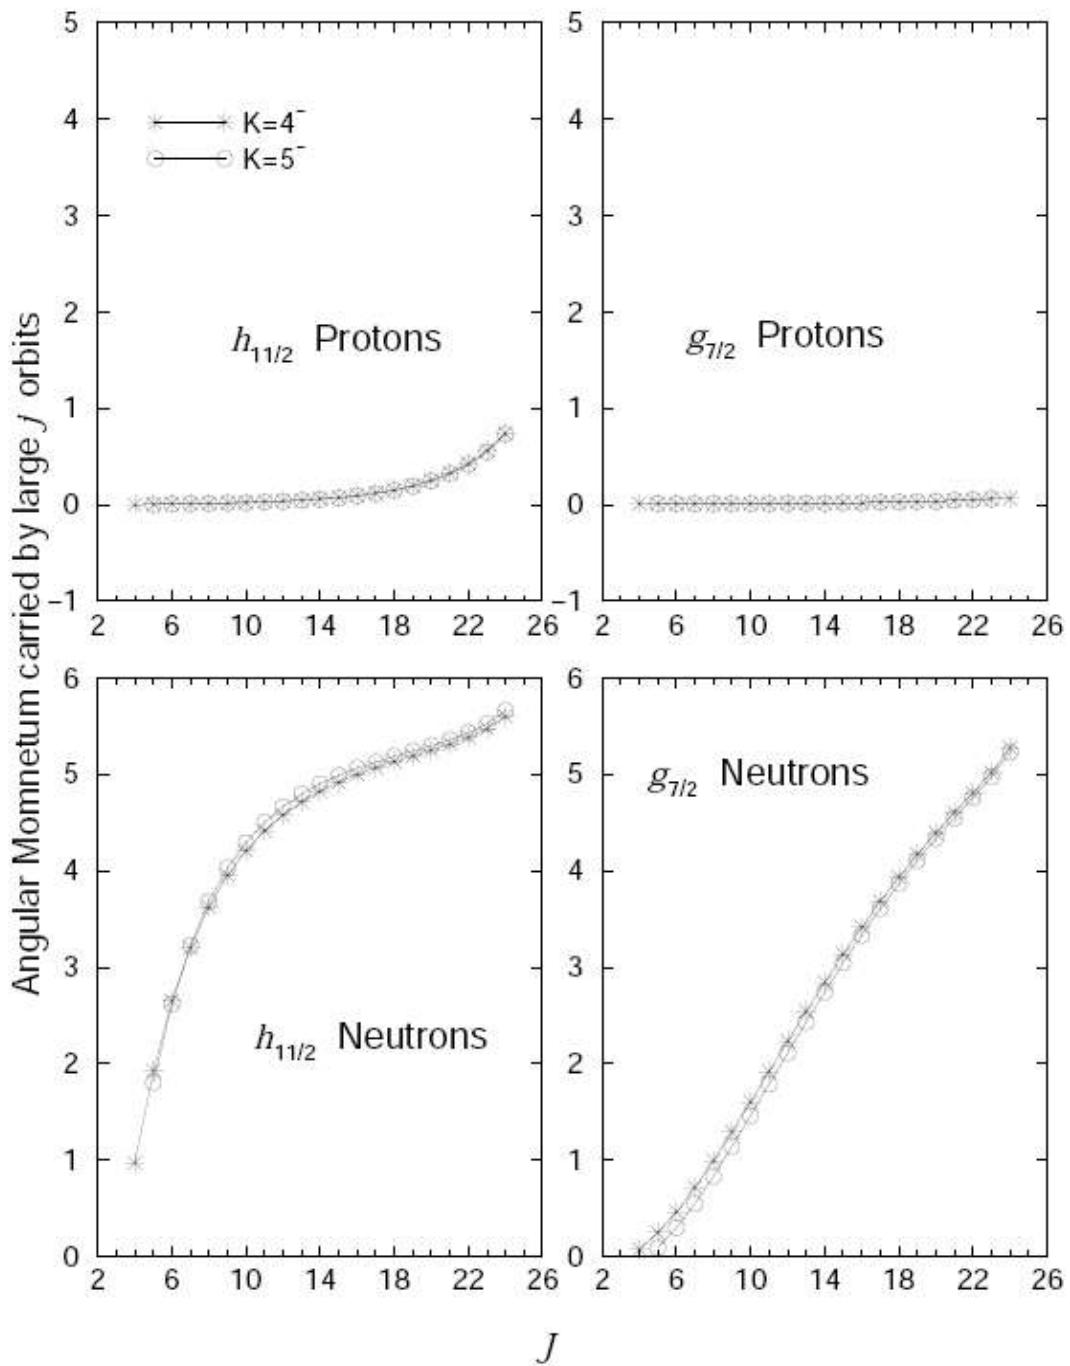 5
4
3
2
1
0
−1
2 6 10 14 18 22 26
K=4⁻
K=5⁻
h₁₁/₂ Protons
5
4
3
2
1
0
−1
2 6 10 14 18 22 26
g₇/₂ Protons
Angular Momnetum carried by large j orbits
6
5
4
3
2
1
0
2 6 10 14 18 22 26
h₁₁/₂ Neutrons
6
5
4
3
2
1
0
2 6 10 14 18 22 26
g₇/₂ Neutrons
J